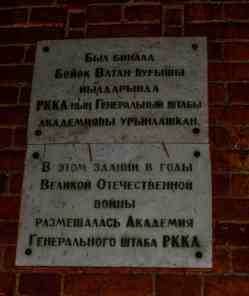 Был бинала
Бөйөк Ватан һуғышы
йылдарында
РККА-ның Генеральный штабы
академияһы урынлашкан.
В этом здании в годы
Великой Отечественной
войны
размещалась Академия
Генерального штаба РККА